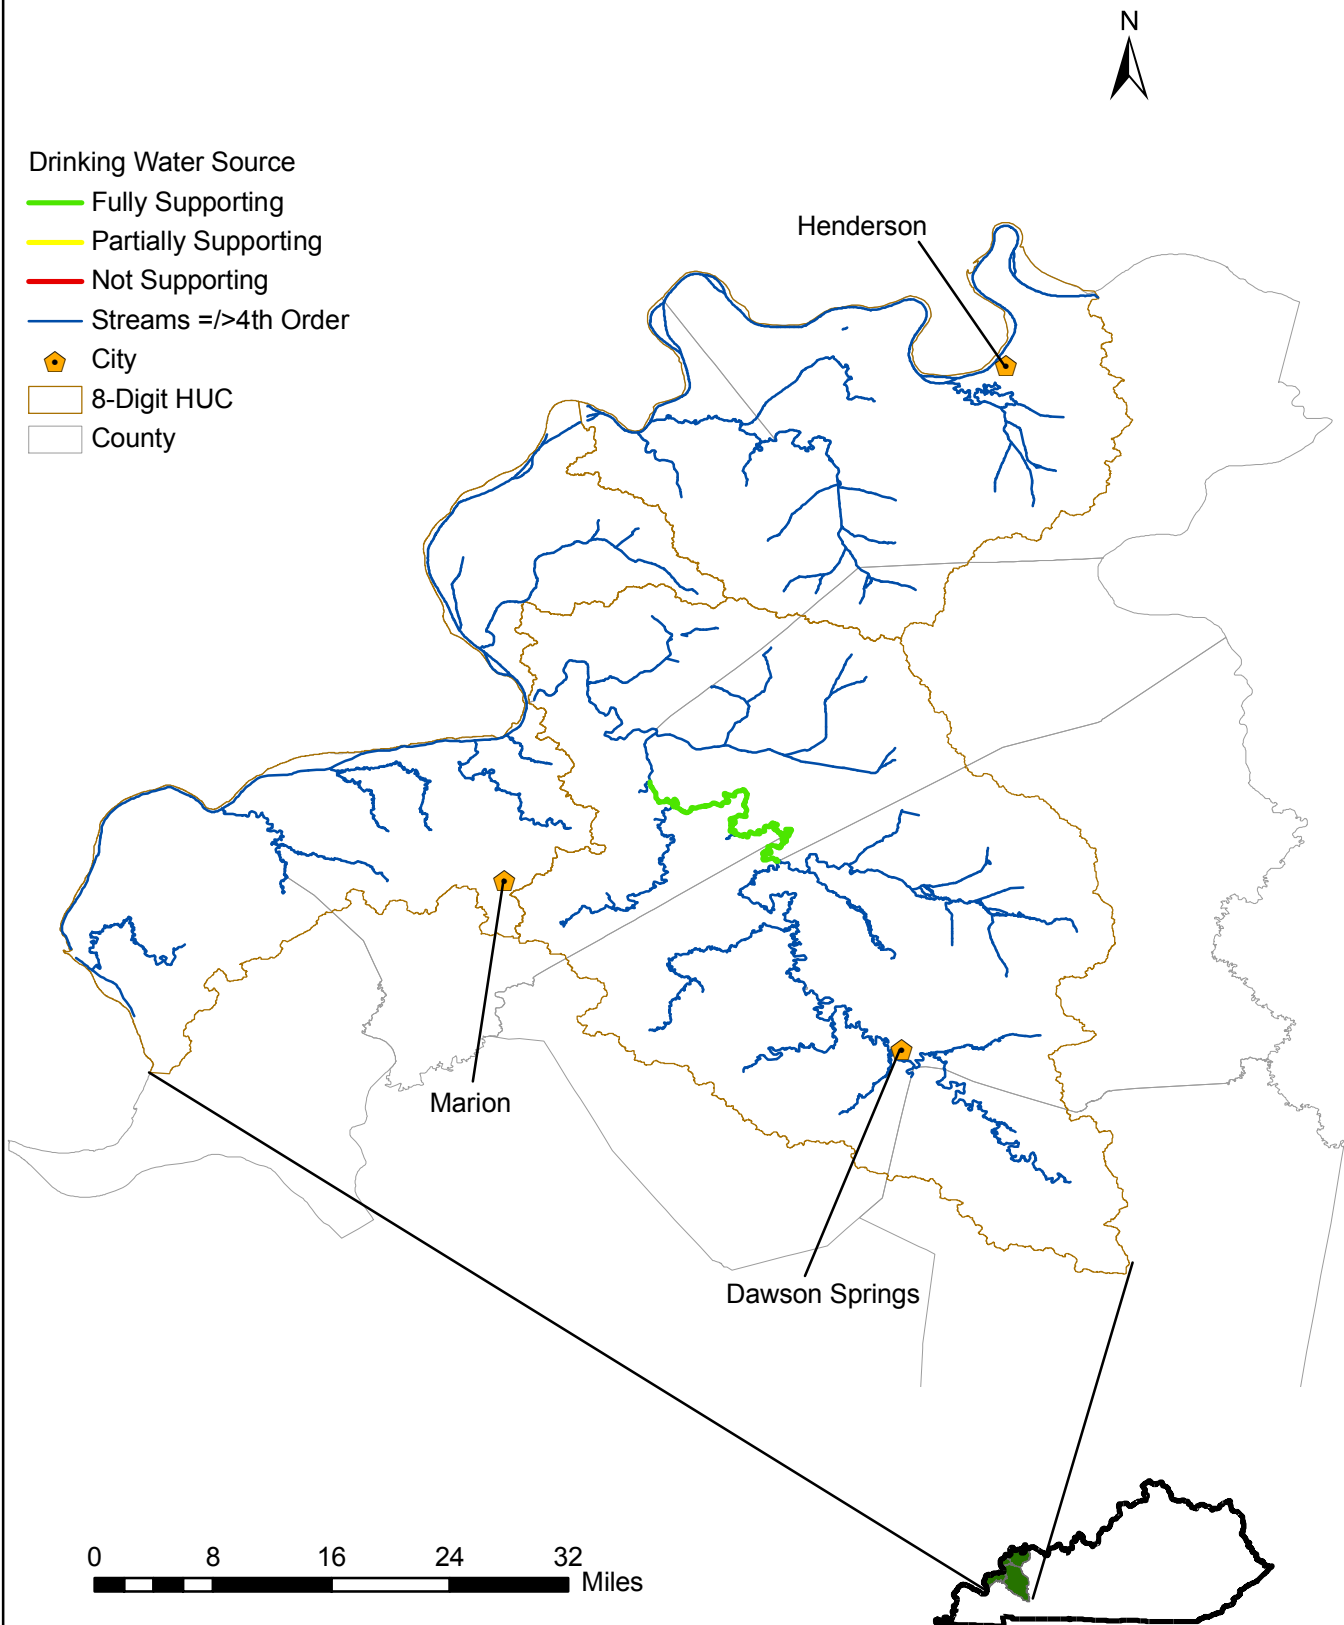 N
Drinking Water Source
Fully Supporting
Partially Supporting
Not Supporting
Streams =/>4th Order
City
8-Digit HUC
County
Henderson
Marion
Dawson Springs
0 8 16 24 32
Miles